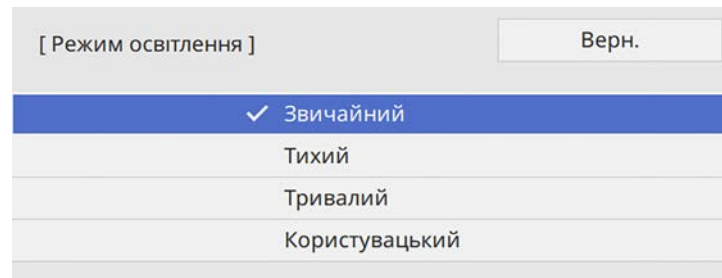 [ Режим освітлення ]
Верн.
Звичайний
Тихий
Тривалий
Користувацький